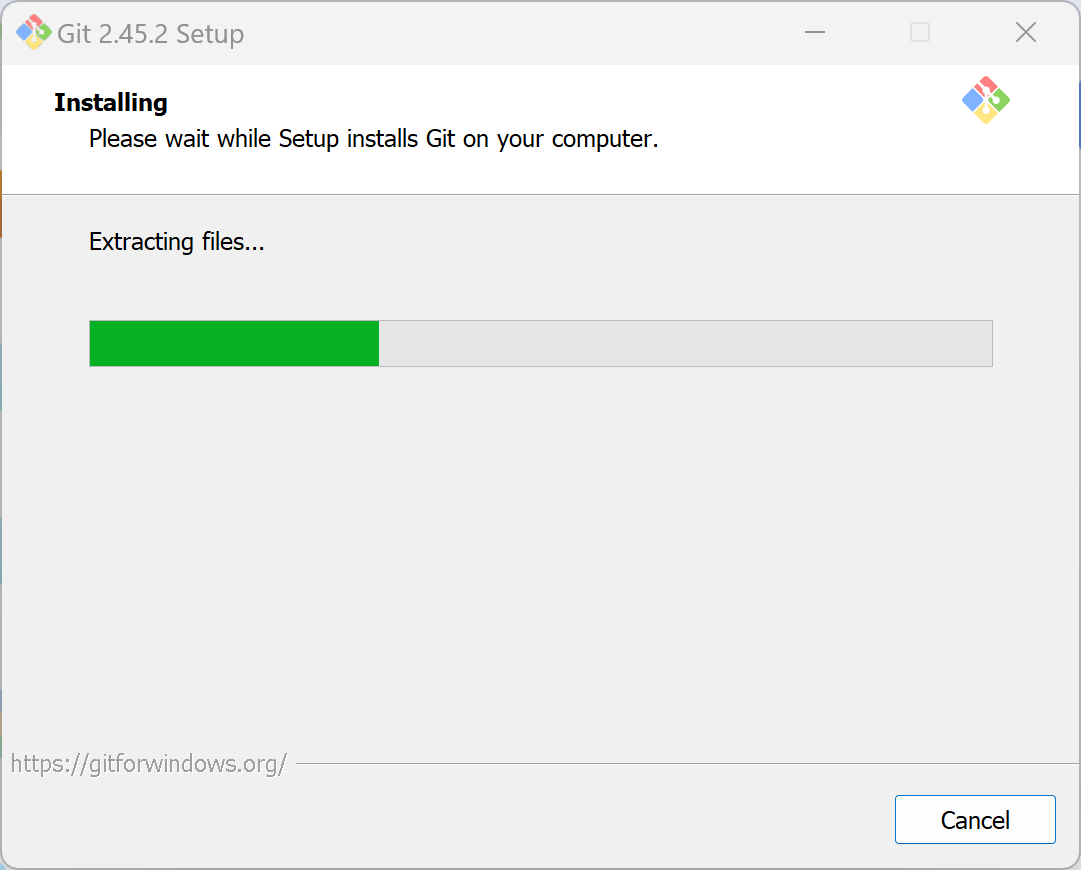 Git 2.45.2 Setup
Installing
Please wait while Setup installs Git on your computer.
Extracting files...
https://gitforwindows.org/
Cancel